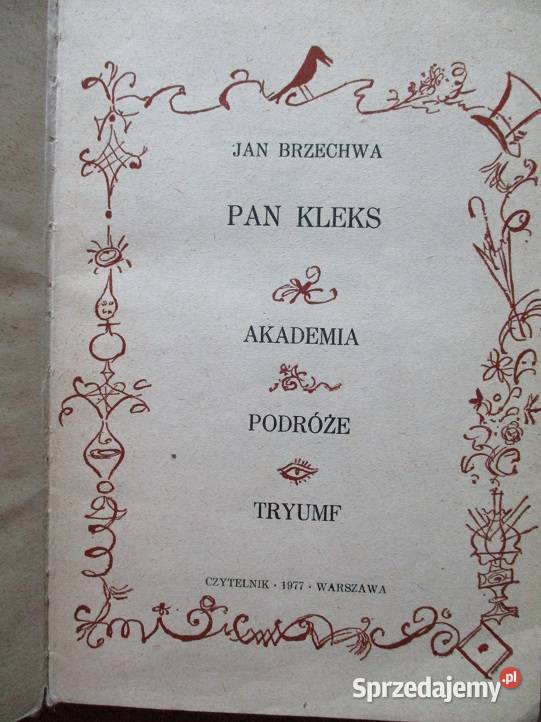 JAN BRZECHWA
PAN KLEKS
AKADEMIA
PODRÓŻE
TRYUMF
CZYTELNIK · 1977 · WARSZAWA
Sprzedajemy.pl